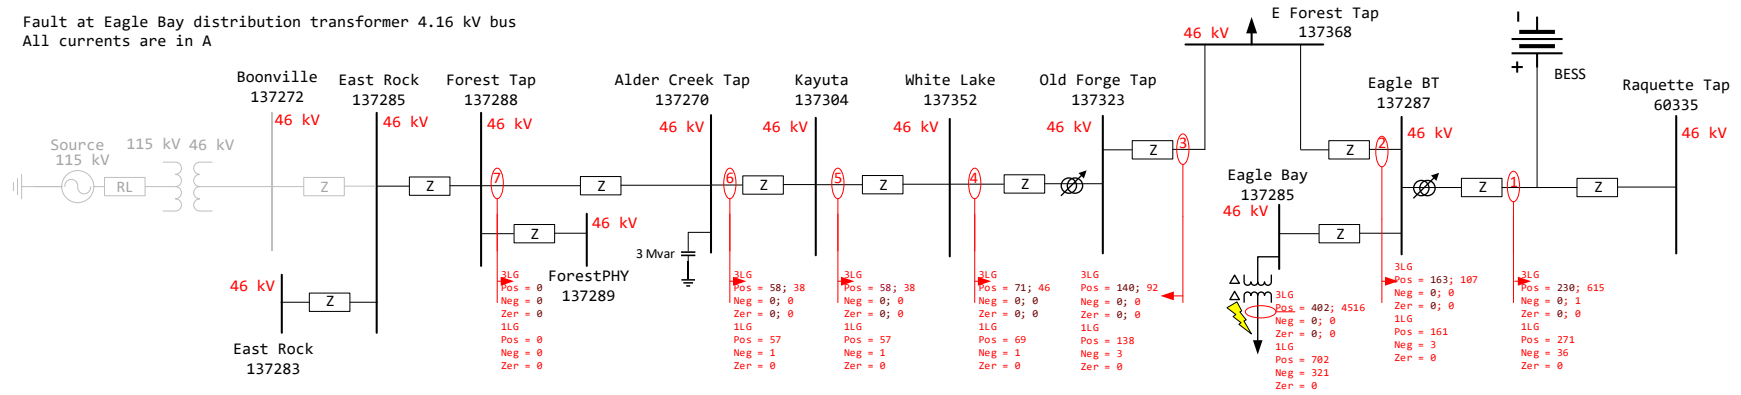 Fault at Eagle Bay distribution transformer 4.16 kV bus
All currents are in A
Source
115 kV
RL
115 kV
46 kV
Boonville
137272
46 kV
Z
East Rock
137285
46 kV
Z
46 kV
Z
East Rock
137283
Forest Tap
137288
46 kV
7
Z
Z
46 kV
ForestPHY
137289
3LG
Pos = 0
Neg = 0
Zer = 0
1LG
Pos = 0
Neg = 0
Zer = 0
Alder Creek Tap
137270
46 kV
3 Mvar
6
Z
3LG
Pos = 58; 38
Neg = 0; 0
Zer = 0; 0
1LG
Pos = 57
Neg = 1
Zer = 0
Kayuta
137304
46 kV
5
Z
3LG
Pos = 58; 38
Neg = 0; 0
Zer = 0; 0
1LG
Pos = 57
Neg = 1
Zer = 0
White Lake
137352
46 kV
4
Z
3LG
Pos = 71; 46
Neg = 0; 0
Zer = 0; 0
1LG
Pos = 69
Neg = 1
Zer = 0
Old Forge Tap
137323
46 kV
Z
3
3LG
Pos = 140; 92
Neg = 0; 0
Zer = 0; 0
1LG
Pos = 138
Neg = 3
Zer = 0
E Forest Tap
137368
46 kV
Z
2
Eagle BT
137287
46 kV
Eagle Bay
137285
46 kV
Z
Δ
Δ
3LG
Pos = 402; 4516
Neg = 0; 0
Zer = 0; 0
1LG
Pos = 702
Neg = 321
Zer = 0
3LG
Pos = 163; 107
Neg = 0; 0
Zer = 0; 0
1LG
Pos = 161
Neg = 3
Zer = 0
Z
1
3LG
Pos = 230; 615
Neg = 0; 1
Zer = 0; 0
1LG
Pos = 271
Neg = 36
Zer = 0
-
+
BESS
Z
Raquette Tap
60335
46 kV